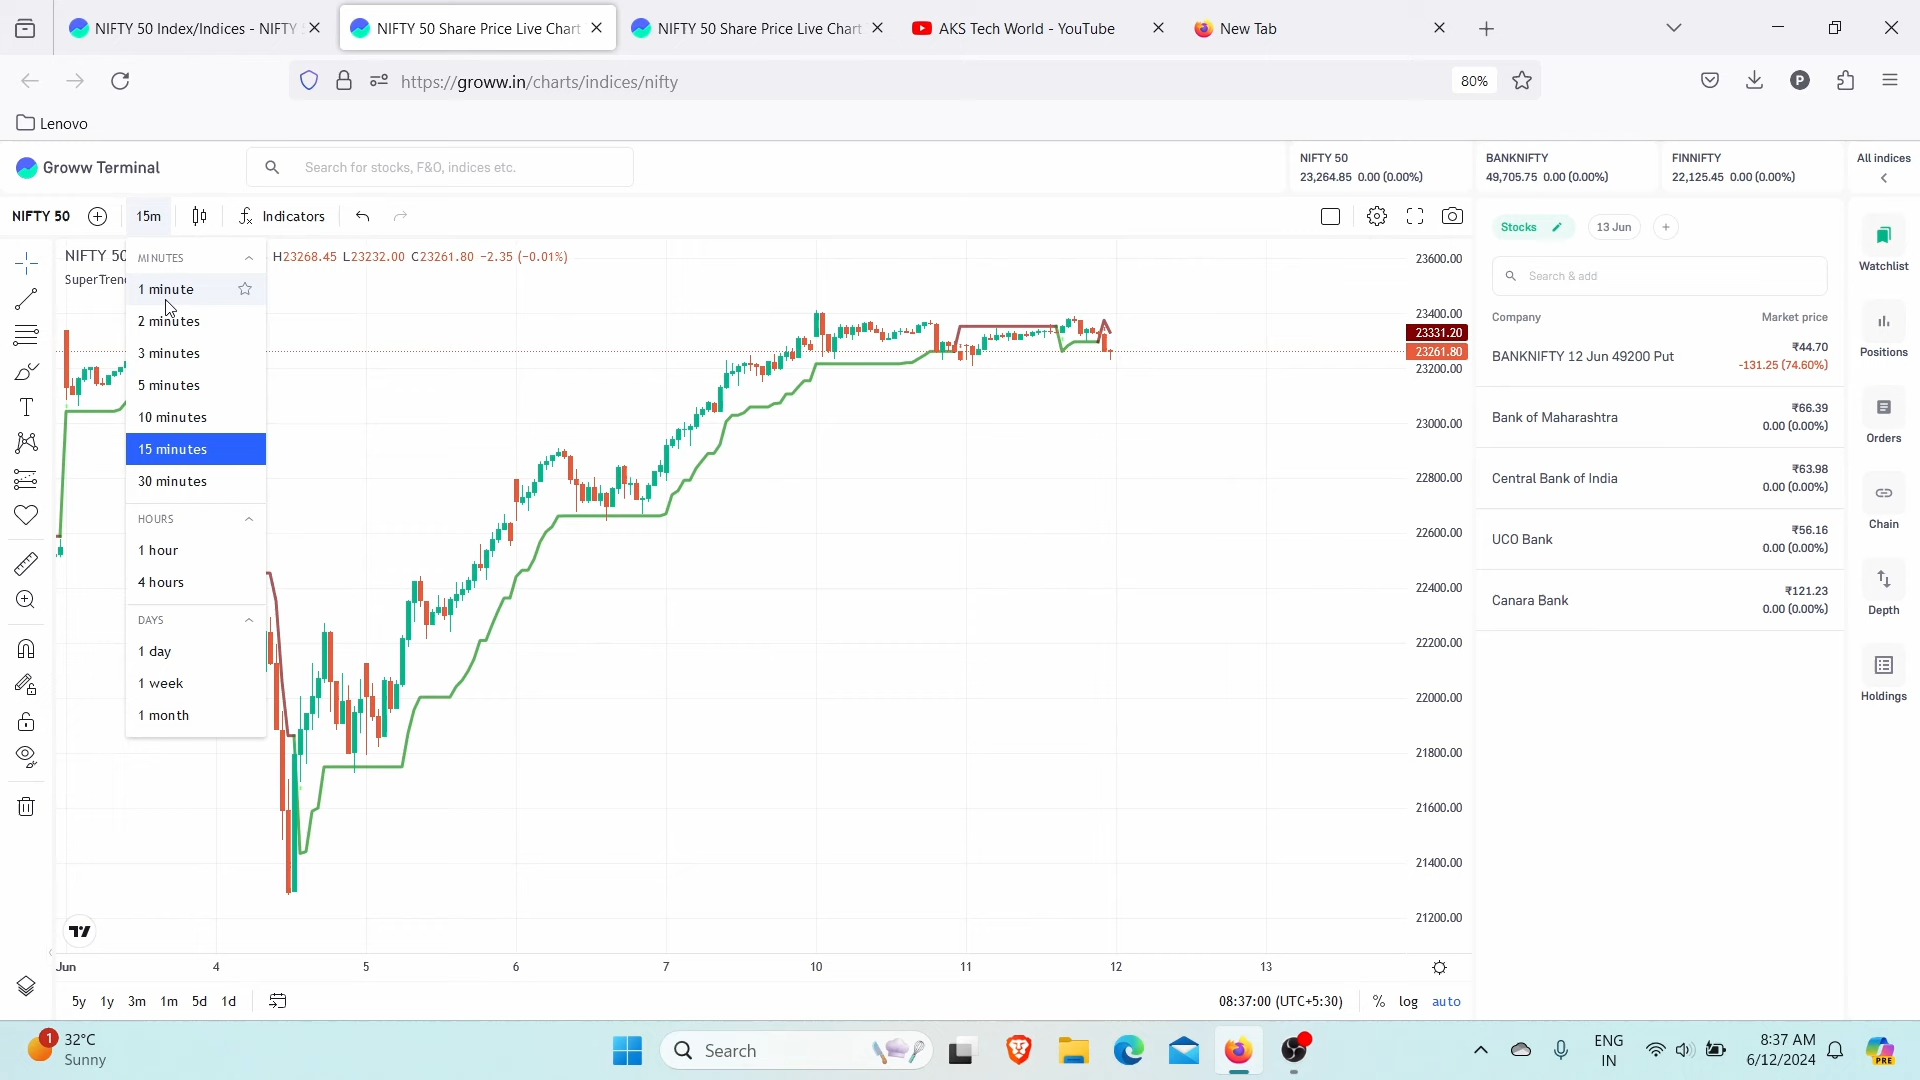 NIFTY 50 Index/Indices - NIFTY
NIFTY 50 Share Price Live Chart
NIFTY 50 Share Price Live Chart
AKS Tech World - YouTube
New Tab
https://groww.in/charts/indices/nifty
80%
P
Lenovo
Groww Terminal
Search for stocks, F&O, indices etc.
NIFTY 50
23,264.85 0.00 (0.00%)
BANKNIFTY
49,705.75 0.00 (0.00%)
FINNIFTY
22,125.45 0.00 (0.00%)
All indices
NIFTY 50
15m
Indicators
NIFTY 50
H23268.45 L23232.00 C23261.80 −2.35 (−0.01%)
SuperTrend
MINUTES
1 minute
2 minutes
3 minutes
5 minutes
10 minutes
15 minutes
30 minutes
HOURS
1 hour
4 hours
DAYS
1 day
1 week
1 month
23600.00
23400.00
23331.20
23261.80
23200.00
23000.00
22800.00
22600.00
22400.00
22200.00
22000.00
21800.00
21600.00
21400.00
21200.00
Jun 4 5 6 7 10 11 12 13
5y 1y 3m 1m 5d 1d
08:37:00 (UTC+5:30)
% log auto
Stocks
13 Jun
Search & add
Company
Market price
BANKNIFTY 12 Jun 49200 Put
₹44.70
-131.25 (74.60%)
Bank of Maharashtra
₹66.39
0.00 (0.00%)
Central Bank of India
₹63.98
0.00 (0.00%)
UCO Bank
₹56.16
0.00 (0.00%)
Canara Bank
₹121.23
0.00 (0.00%)
Watchlist
Positions
Orders
Chain
Depth
Holdings
1
32°C
Sunny
Search
ENG
IN
8:37 AM
6/12/2024
PRE